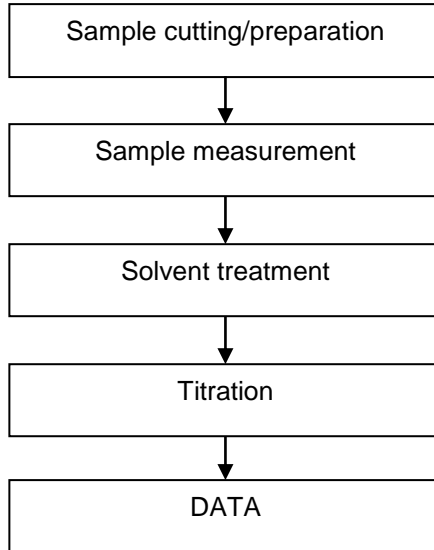 Sample cutting/preparation
Sample measurement
Solvent treatment
Titration
DATA